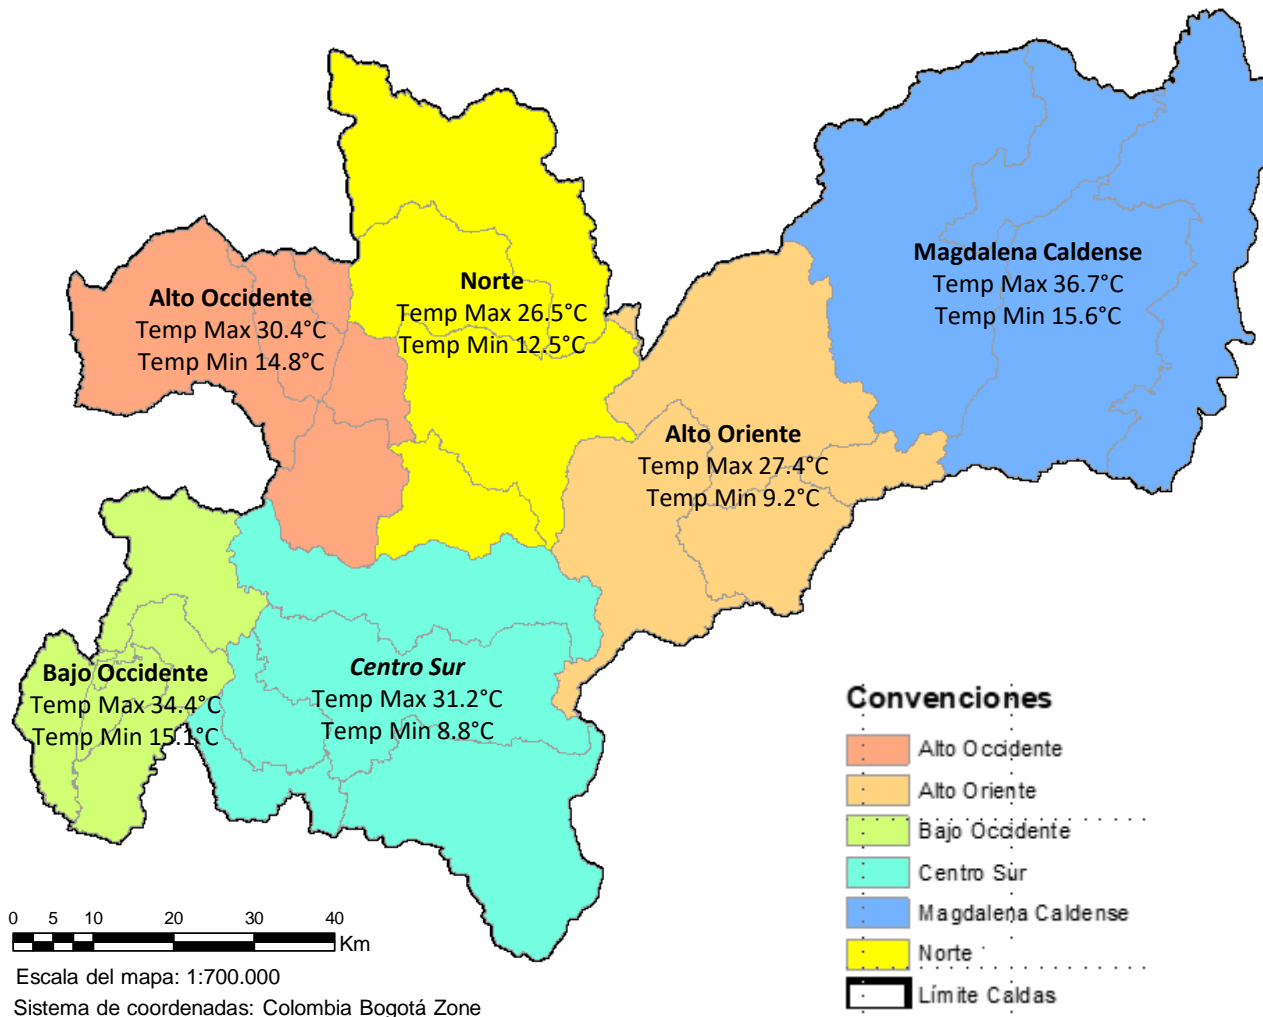 Magdalena Caldense
Temp Max 36.7°C
Temp Min 15.6°C
Norte
Temp Max 26.5°C
Temp Min 12.5°C
Alto Occidente
Temp Max 30.4°C
Temp Min 14.8°C
Alto Oriente
Temp Max 27.4°C
Temp Min 9.2°C
Bajo Occidente
Temp Max 34.4°C
Temp Min 15.1°C
Centro Sur
Temp Max 31.2°C
Temp Min 8.8°C
Convenciones
Alto Occidente
Alto Oriente
Bajo Occidente
Centro Sur
Magdalena Caldense
Norte
Límite Caldas
0 5 10 20 30 40
Km
Escala del mapa: 1:700.000
Sistema de coordenadas: Colombia Bogotá Zone